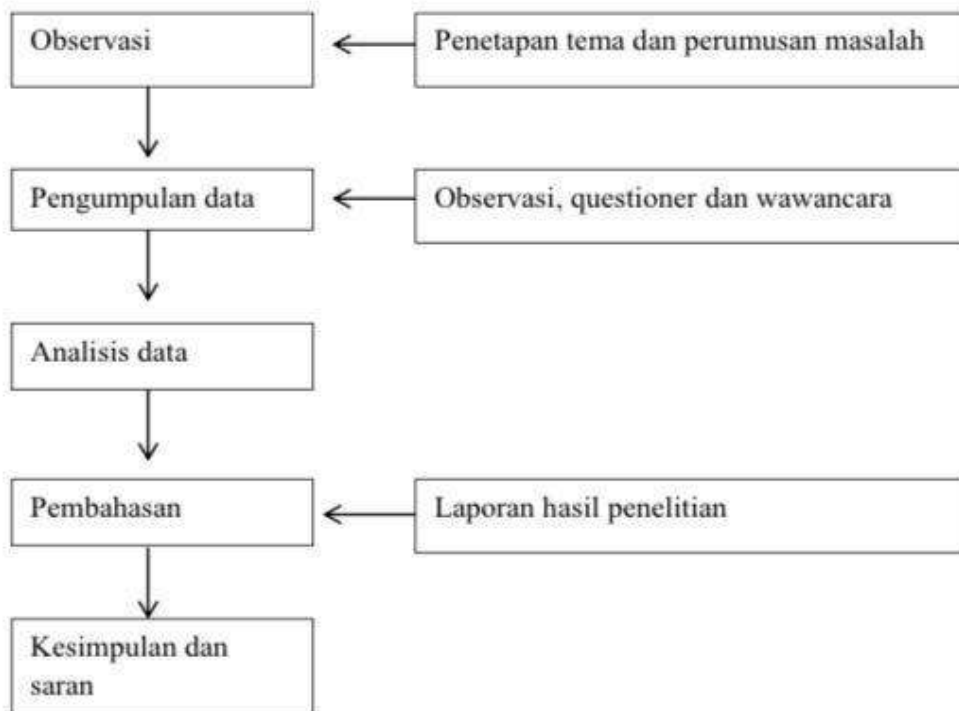 Observasi
Penetapan tema dan perumusan masalah
Pengumpulan data
Observasi, questioner dan wawancara
Analisis data
Pembahasan
Laporan hasil penelitian
Kesimpulan dan
saran